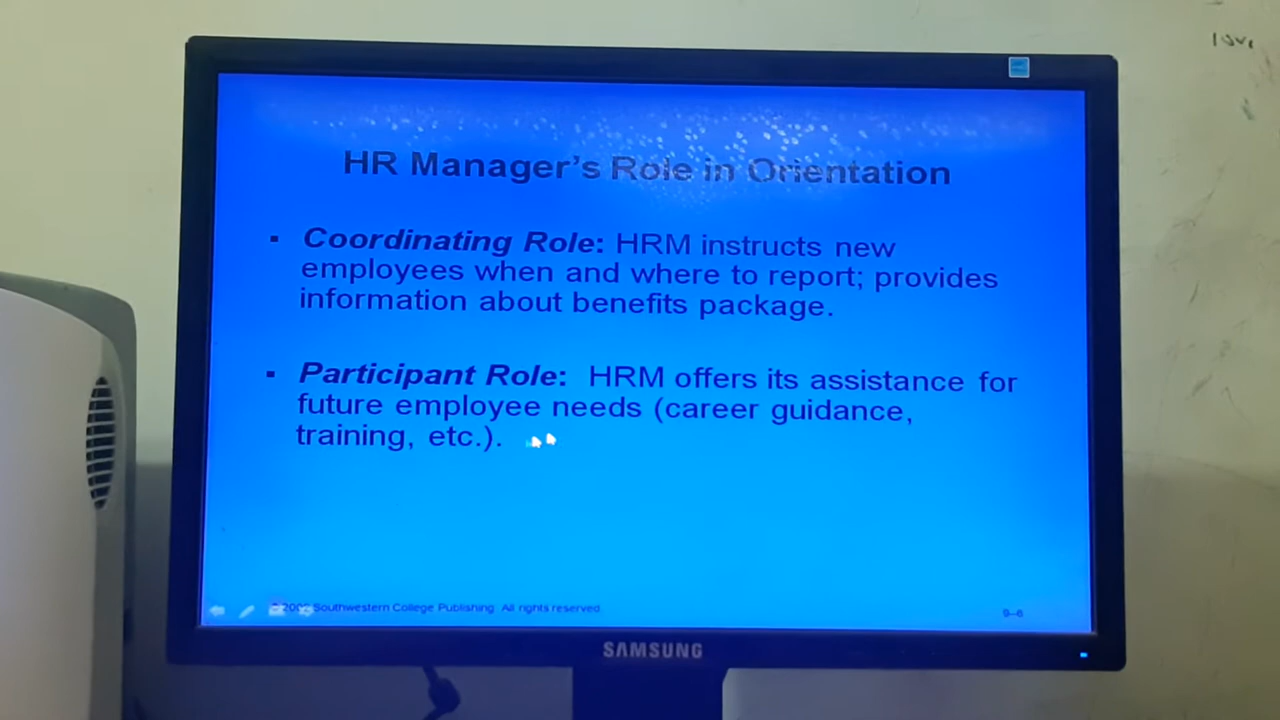 HR Manager's Role in Orientation
▪ Coordinating Role: HRM instructs new
employees when and where to report; provides
information about benefits package.
▪ Participant Role: HRM offers its assistance for
future employee needs (career guidance,
training, etc.).
Southwestern College Publishing. All rights reserved.
9–6
SAMSUNG